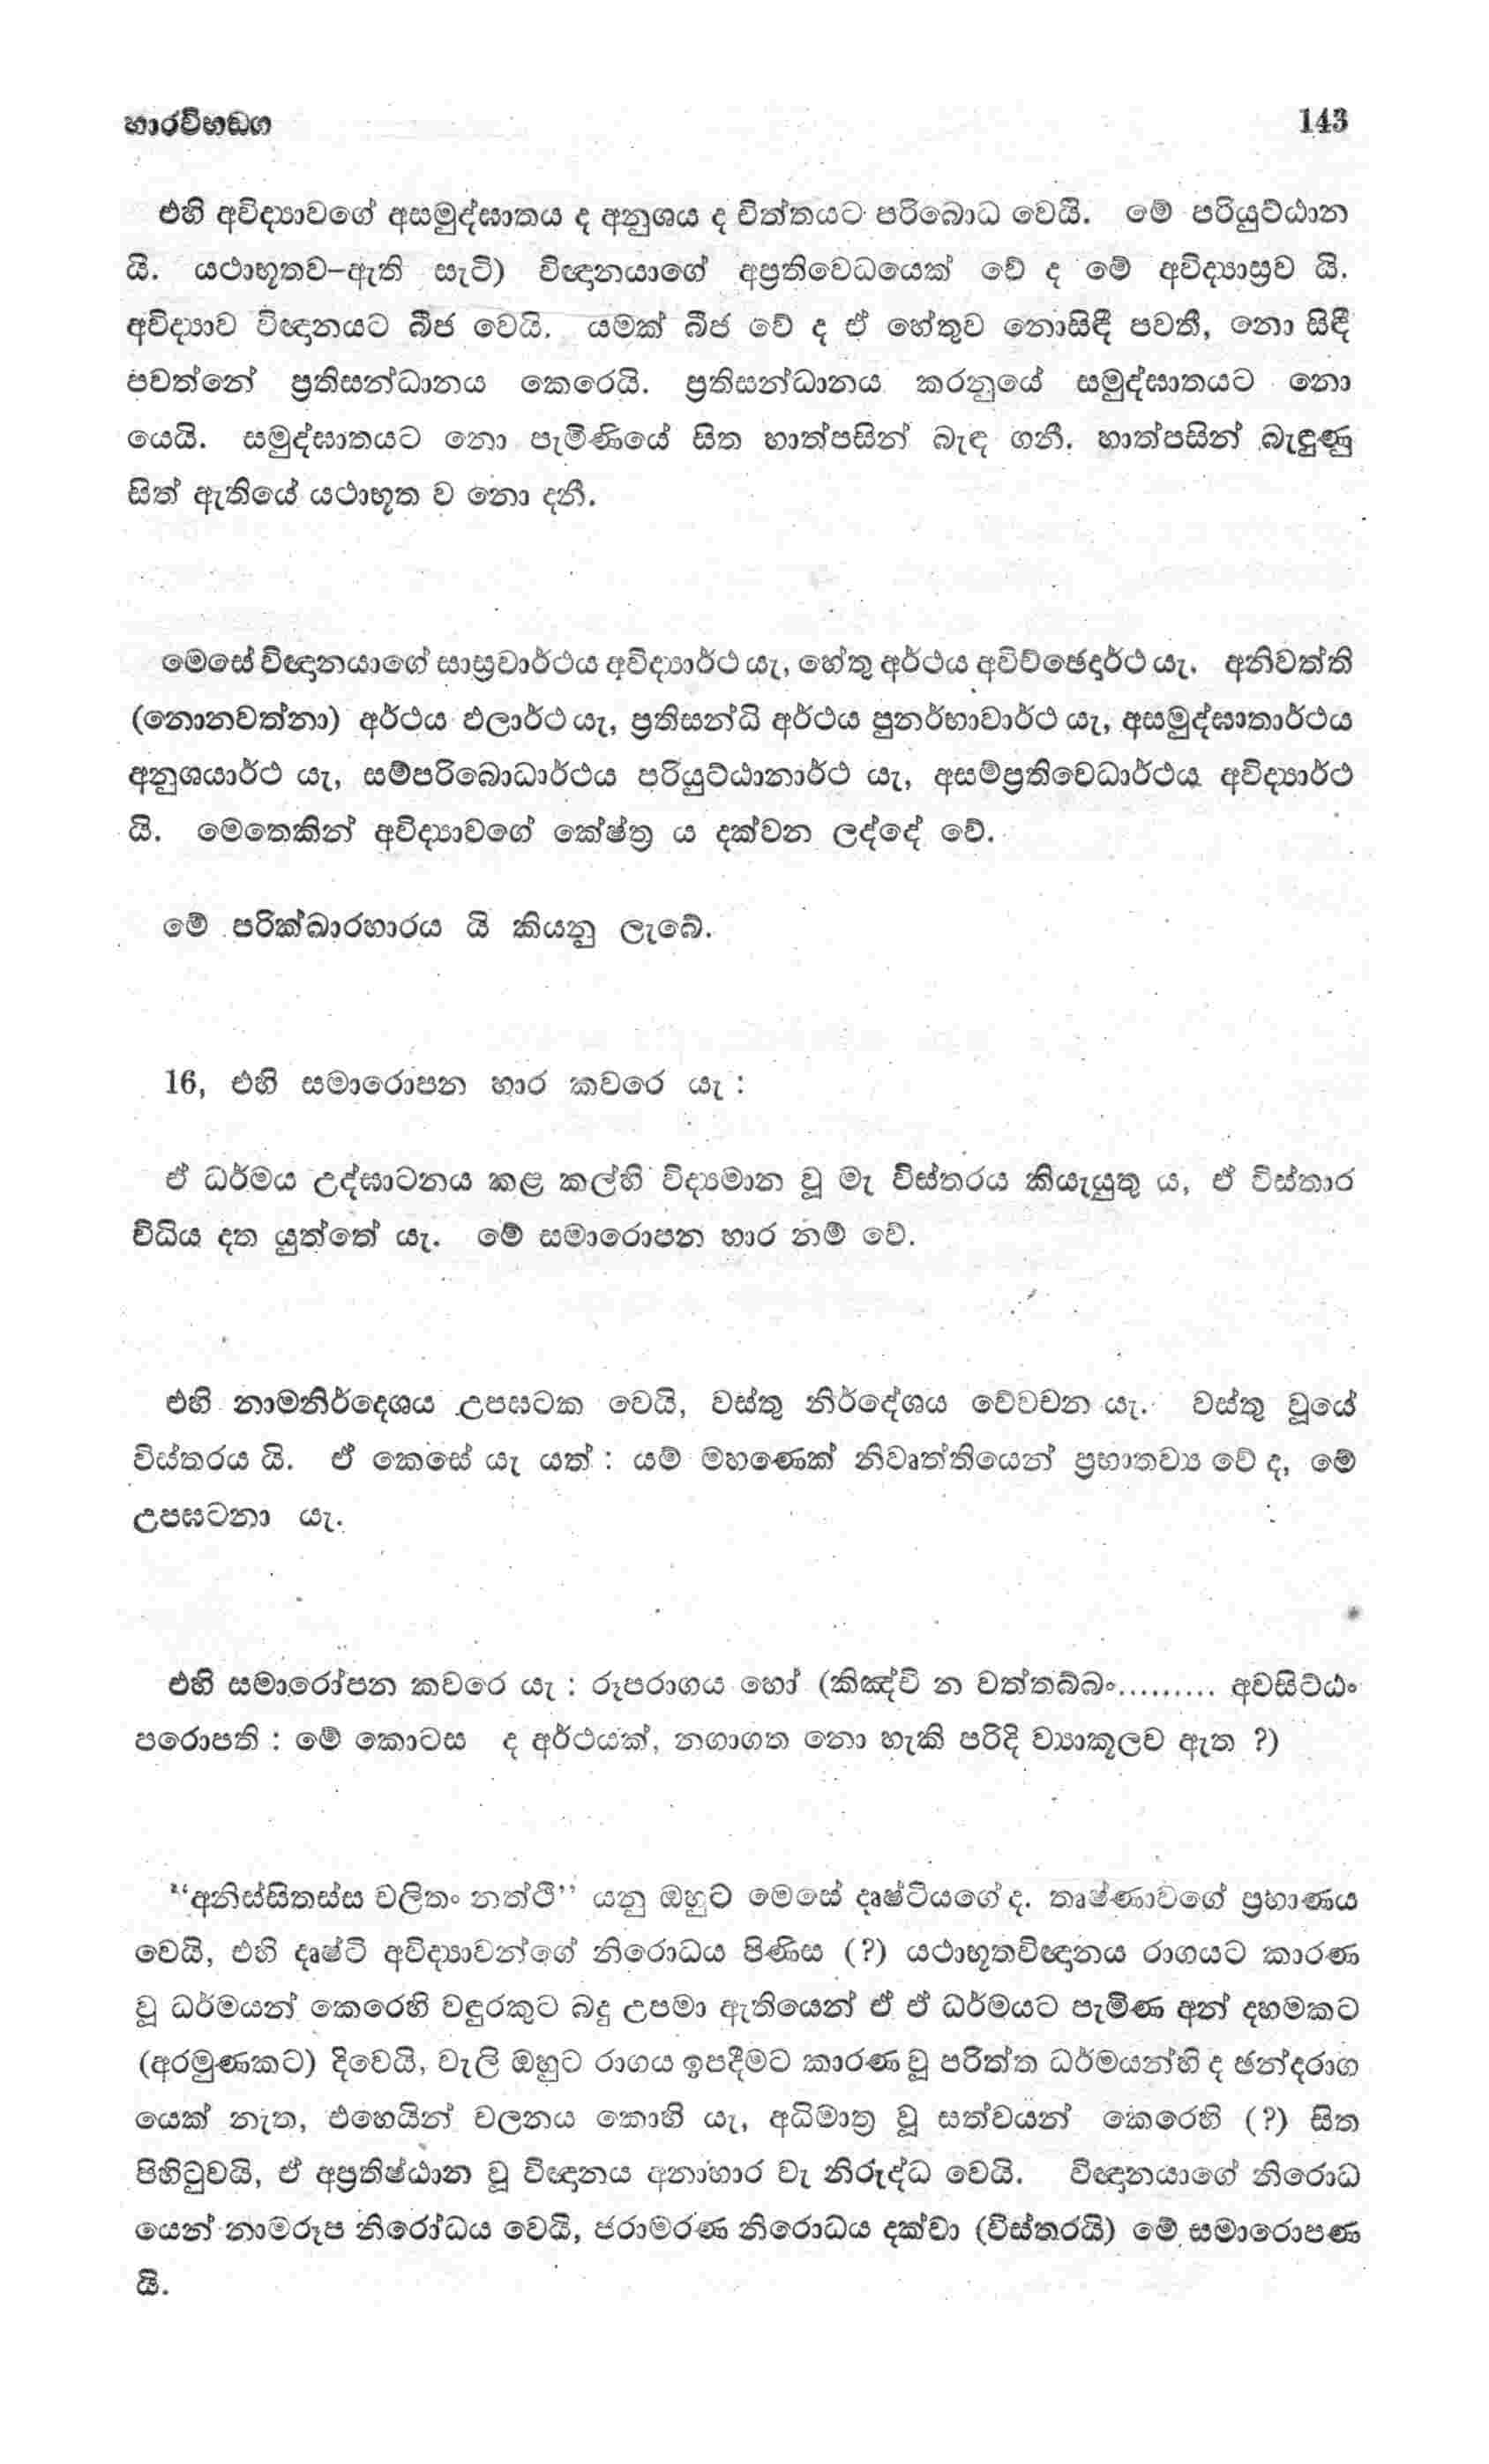 හාරවිභඞග 143
එහි අවිද්‍යාවගේ අසමුද්ඝාතය ද අනුශය ද චිත්තයට පරිබොධ වෙයි. මේ පරියුට්ඨාන
යි. යථාභූතව–ඇති සැටි) විඥානයාගේ අප්‍රතිවෙධයෙක් වේ ද මේ අවිද්‍යාස්‍රව යි.
අවිද්‍යාව විඥානයට බීජ වෙයි. යමක් බීජ වේ ද ඒ හේතුව නොසිඳී පවතී, නො සිඳී
පවත්නේ ප්‍රතිසන්ධානය කෙරෙයි. ප්‍රතිසන්ධානය කරනුයේ සමුද්ඝාතයට නො
යෙයි. සමුද්ඝාතයට නො පැමිණියේ සිත හාත්පසින් බැඳ ගනී. හාත්පසින් බැඳුණු
සිත් ඇතියේ යථාභූත ව නො දනී.
මෙසේ විඥානයාගේ සාස්‍රවාර්ථය අවිද්‍යාර්ථ යැ, හේතු අර්ථය අවිච්ඡෙදාර්ථ යැ. අනිවත්ති
(නොනවත්නා) අර්ථය ඵලාර්ථ යැ, ප්‍රතිසන්ධි අර්ථය පුනර්භාවාර්ථ යැ, අසමුද්ඝාතාර්ථය
අනුශයාර්ථ යැ, සම්පරිබොධාර්ථය පරියුට්ඨානාර්ථ යැ, අසම්ප්‍රතිවෙධාර්ථය අවිද්‍යාර්ථ
යි. මෙතෙකින් අවිද්‍යාවගේ කේෂ්ත්‍ර ය දක්වන ලද්දේ වේ.
මේ පරික්ඛාරහාරය යි කියනු ලැබේ.
16, එහි සමාරොපන හාර කවරෙ යැ :
ඒ ධර්මය උද්ඝාටනය කළ කල්හි විද්‍යමාන වූ මැ විස්තරය කියැයුතු ය, ඒ විස්තාර
විධිය දත යුත්තේ යැ. මේ සමාරොපන හාර නම් වේ.
එහි නාමනිර්දෙශය උපඝටක වෙයි, වස්තු නිර්දේශය වේවචන යැ. වස්තු වූයේ
විස්තරය යි. ඒ කෙසේ යැ යත් : යම් මහණෙක් නිවෘත්තියෙන් ප්‍රභාතව්‍ය වේ ද, මේ
උපඝටනා යැ.
එහි සමාරෝපන කවරෙ යැ : රූපරාගය හෝ (කිඤ්චි න වත්තබ්බං......... අවසිට්ඨං
පරොපති : මේ කොටස ද අර්ථයක්, නගාගත නො හැකි පරිදි ව්‍යාකූලව ඇත ?)
“අනිස්සිතස්ස චලිතං නත්ථි” යනු ඔහුට මෙසේ දෘෂ්ටියගේ ද. තෘෂ්ණාවගේ ප්‍රහාණය
වෙයි, එහි දෘෂ්ටි අවිද්‍යාවන්ගේ නිරොධය පිණිස (?) යථාභූතවිඥානය රාගයට කාරණ
වූ ධර්මයන් කෙරෙහි වඳුරකුට බඳු උපමා ඇතියෙන් ඒ ඒ ධර්මයට පැමිණ අන් දහමකට
(අරමුණකට) දිවෙයි, වැලි ඔහුට රාගය ඉපදීමට කාරණ වූ පරිත්ත ධර්මයන්හි ද ඡන්දරාග
යෙක් නැත, එහෙයින් චලනය කොහි යැ, අධිමාත්‍ර වූ සත්වයන් කෙරෙහි (?) සිත
පිහිටුවයි, ඒ අප්‍රතිෂ්ඨාන වූ විඥානය අනාහාර වැ නිරුද්ධ වෙයි. විඥානයාගේ නිරොධ
යෙන් නාමරූප නිරෝධය වෙයි, ජරාමරණ නිරොධය දක්වා (විස්තරයි) මේ සමාරොපණ
යි.